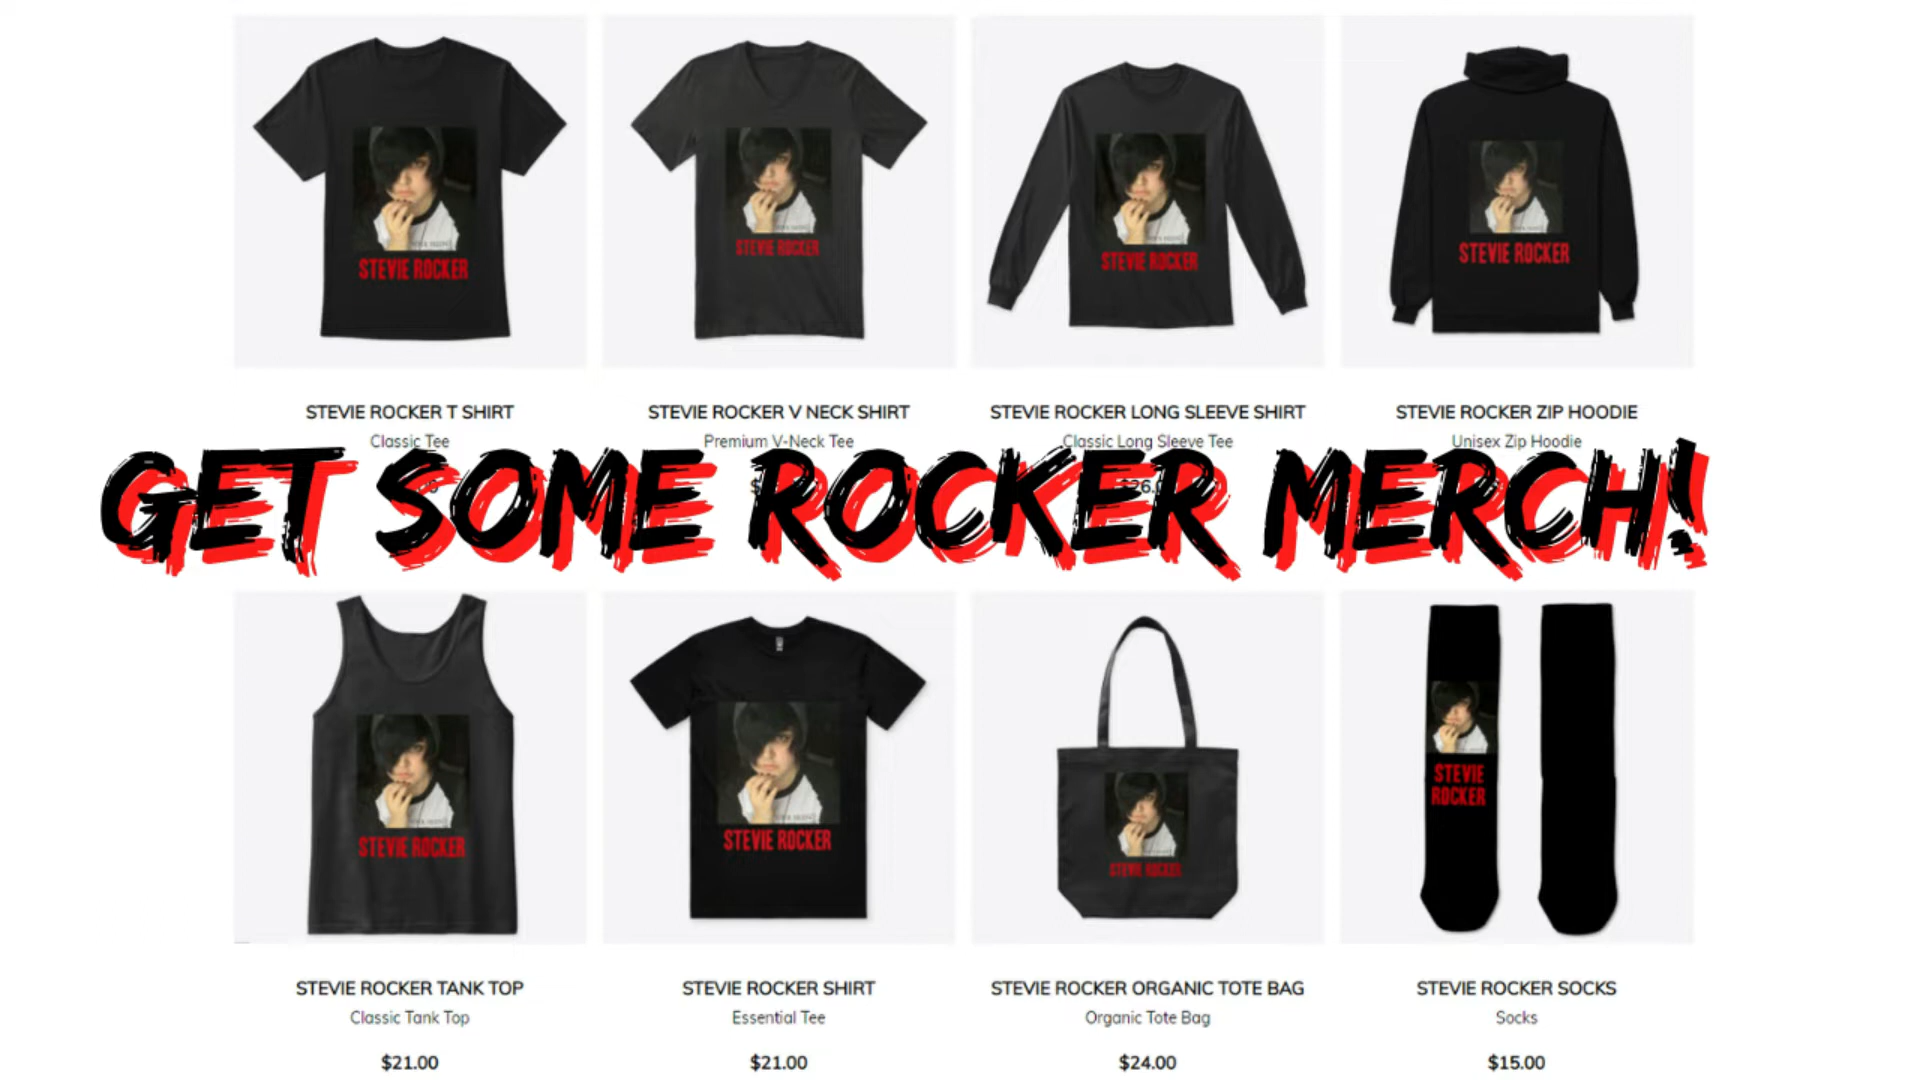 STEVIE ROCKER
STEVIE ROCKER
STEVIE ROCKER
STEVIE ROCKER
STEVIE ROCKER T SHIRT
STEVIE ROCKER V NECK SHIRT
STEVIE ROCKER LONG SLEEVE SHIRT
STEVIE ROCKER ZIP HOODIE
Classic Tee
Premium V-Neck Tee
Classic Long Sleeve Tee
Unisex Zip Hoodie
GET SOME ROCKER MERCH!
STEVIE ROCKER
STEVIE ROCKER
STEVIE ROCKER
STEVIE
ROCKER
STEVIE ROCKER TANK TOP
STEVIE ROCKER SHIRT
STEVIE ROCKER ORGANIC TOTE BAG
STEVIE ROCKER SOCKS
Classic Tank Top
Essential Tee
Organic Tote Bag
Socks
$21.00
$21.00
$24.00
$15.00